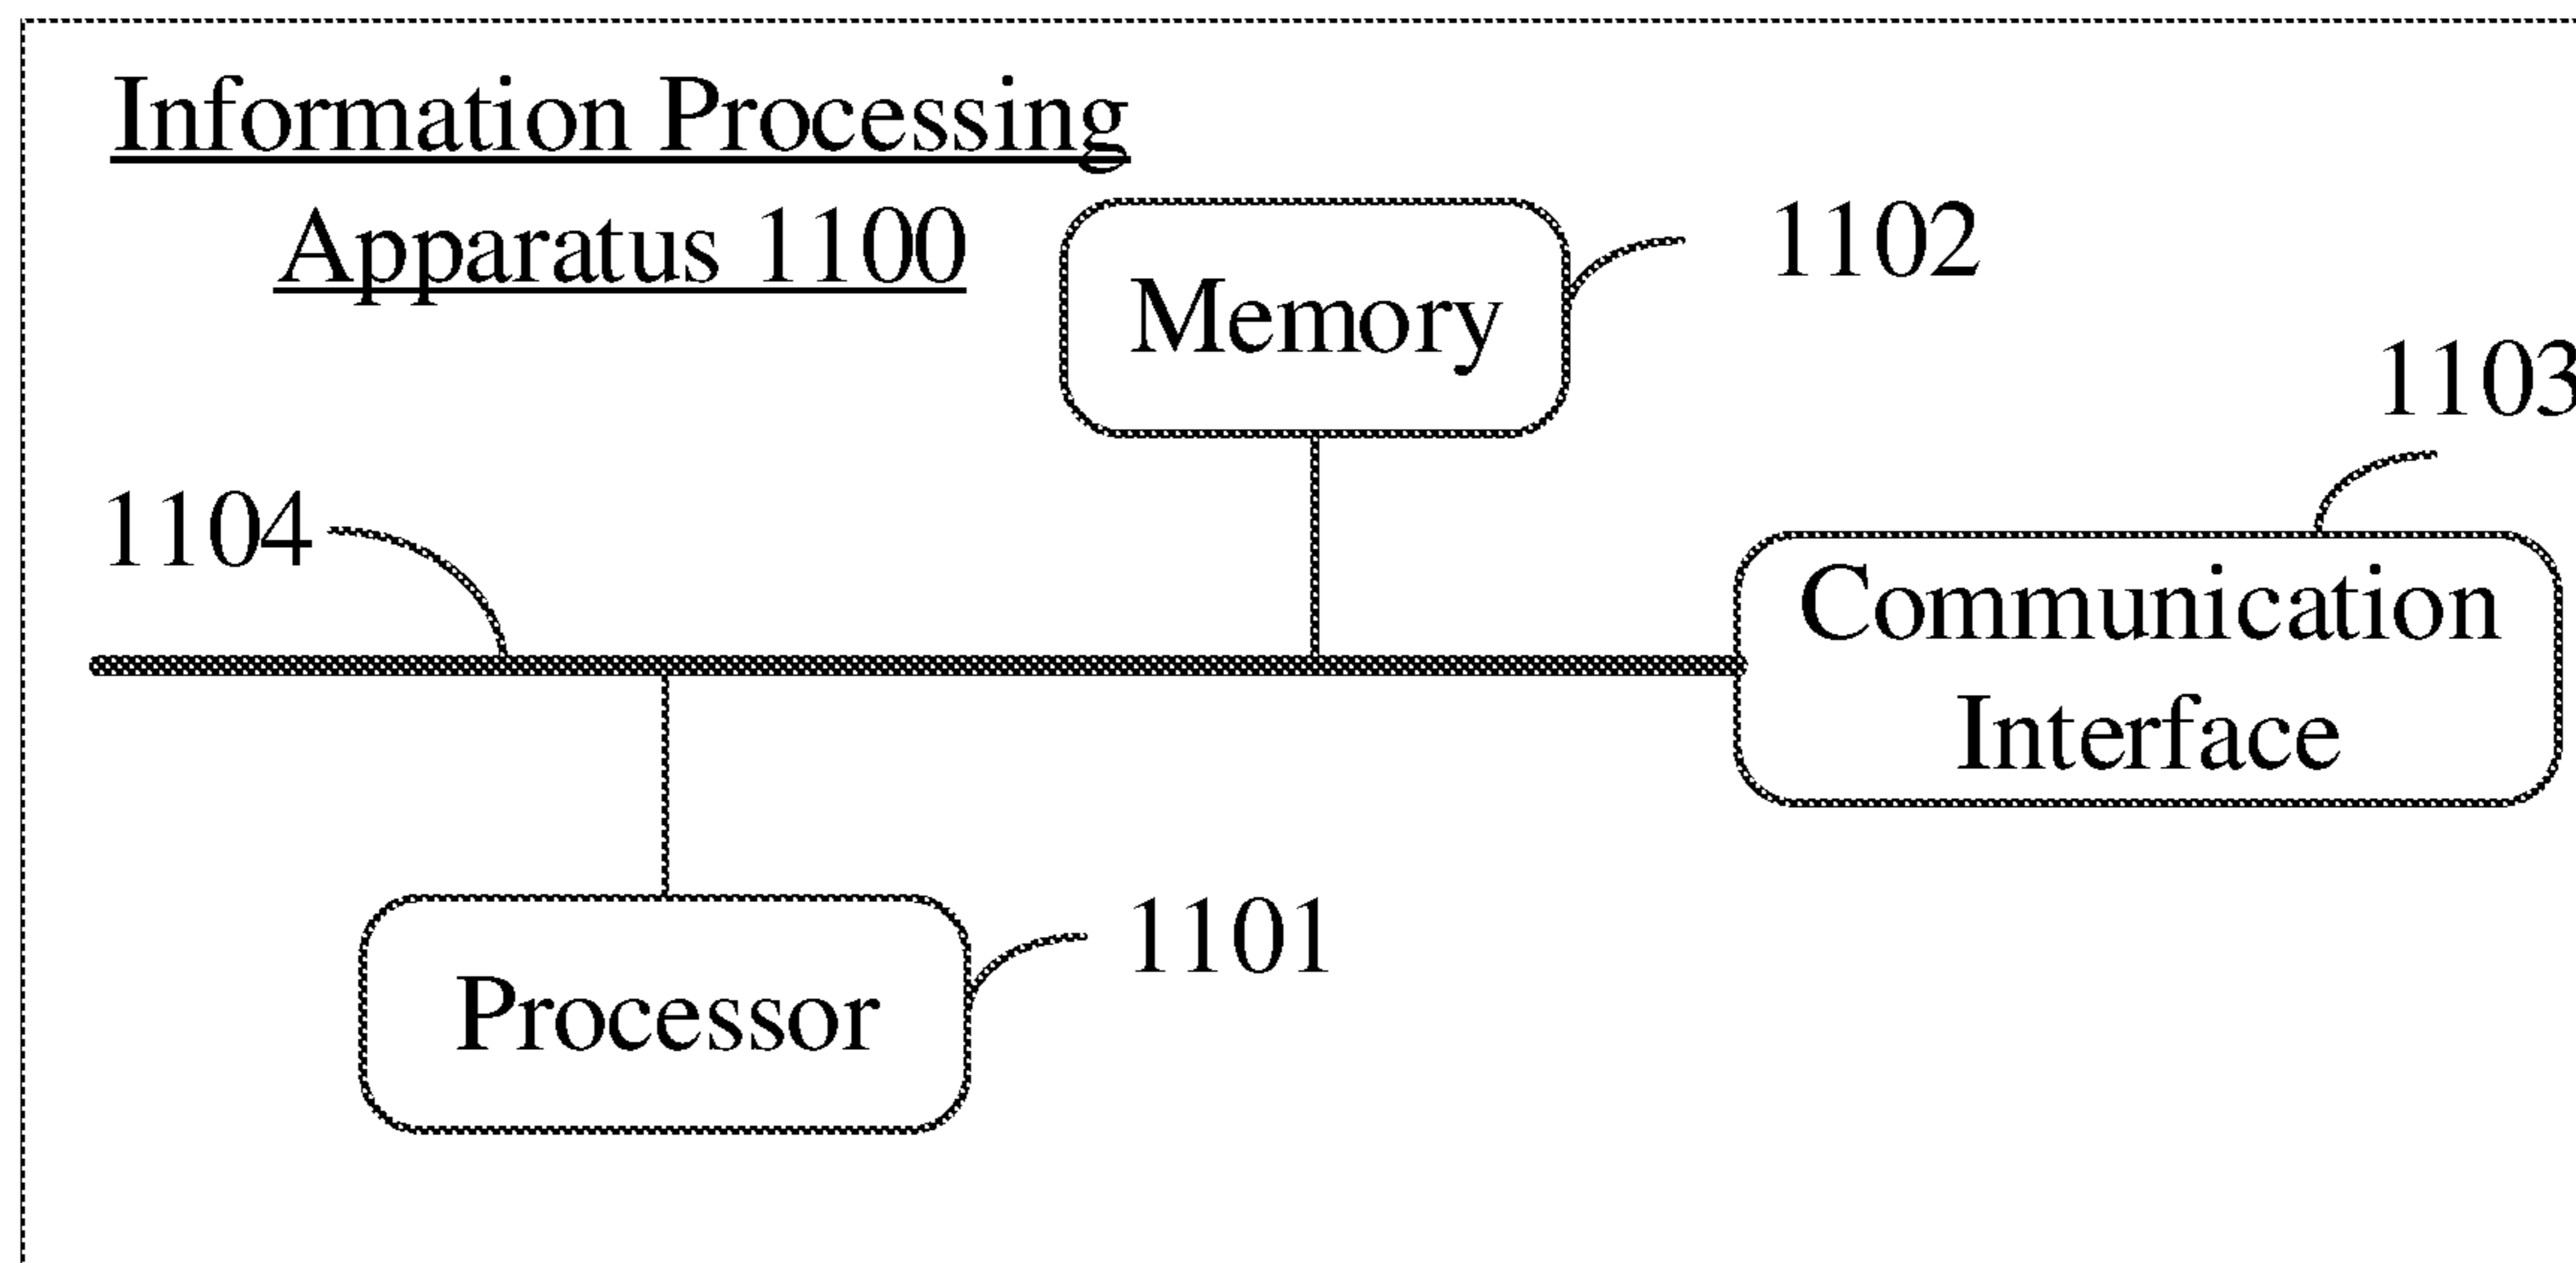 Information Processing
Apparatus 1100
Memory
1102
1103
1104
Communication
Interface
Processor
1101